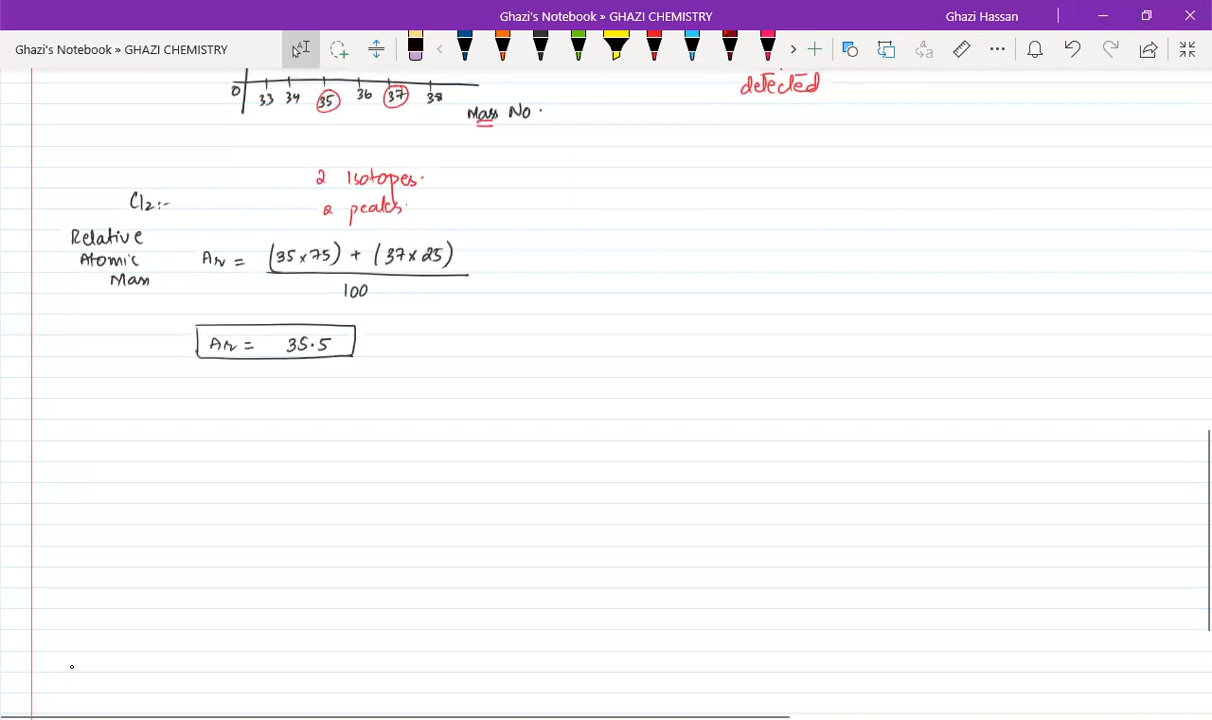 Ghazi's Notebook » GHAZI CHEMISTRY
Ghazi Hassan
Ghazi's Notebook » GHAZI CHEMISTRY
detected
0 33 34 35 36 37 38
Mass No.
2 Isotopes.
2 peaks.
Cl2:-
Relative
Atomic
Mass
Ar = (35×75) + (37×25)
100
Ar = 35.5